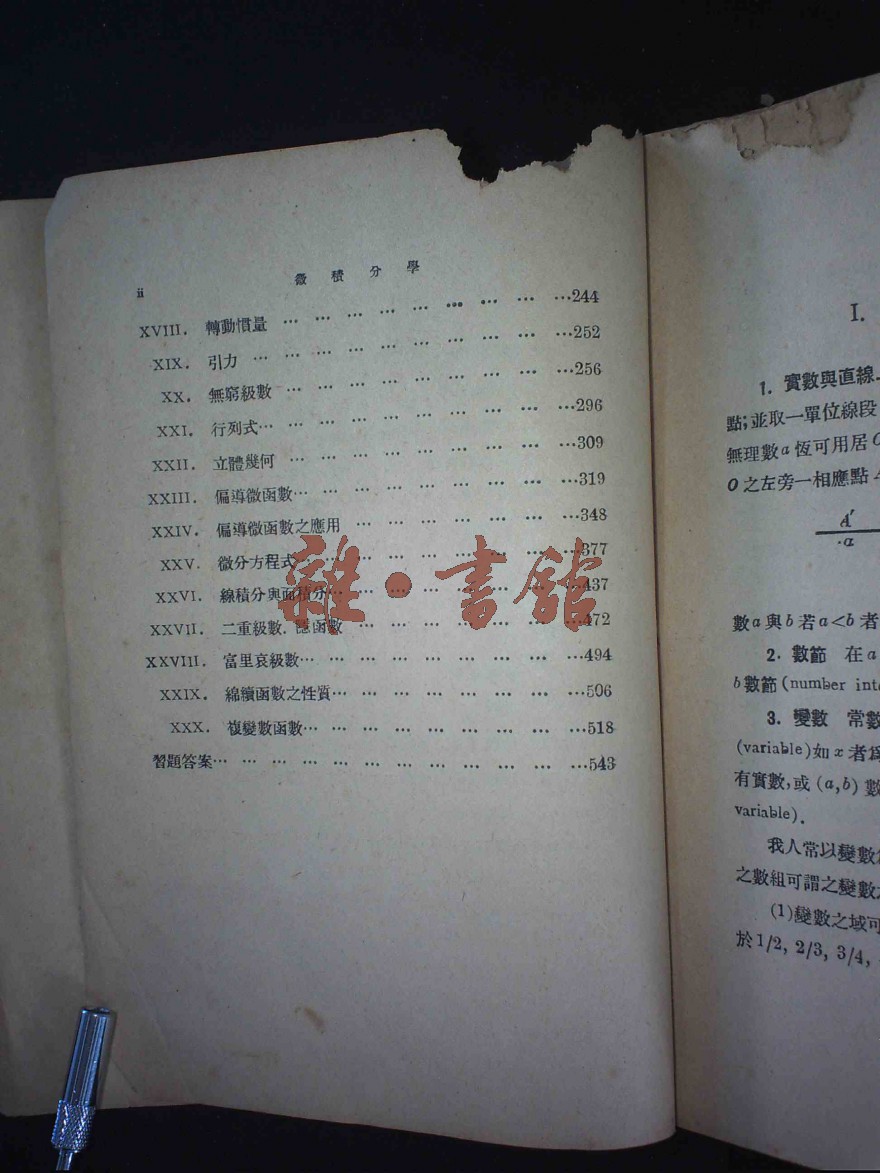 ii 微積分學
XVIII. 轉動慣量 … … … … … … … … … …244
XIX. 引力 … … … … … … … … … … …252
XX. 無窮級數 … … … … … … … … … …256
XXI. 行列式… … … … … … … … … … …296
XXII. 立體幾何 … … … … … … … … … …309
XXIII. 偏導微函數… … … … … … … … … …319
XXIV. 偏導微函數之應用 … … … … … … … …348
XXV. 微分方程式… … … … … … … … …377
XXVI. 線積分與面積分… … … … … … … …437
XXVII. 二重級數. 隱函數 … … … … … … …472
XXVIII. 富里哀級數… … … … … … … … … …494
XXIX. 綿續函數之性質… … … … … … … … …506
XXX. 複變數函數… … … … … … … … … …518
習題答案… … … … … … … … … … … … …543
雜·書館
I.
1. 實數與直線
點;並取一單位線段
無理數a恆可用居O
O之左旁一相應點A
A′
-a
數a與b若a<b者
2. 數節 在a
b數節(number inte
3. 變數 常數
(variable)如x者爲
有實數,或(a,b)數
variable).
我人常以變數
之數組可謂之變數
(1)變數之域可
於1/2, 2/3, 3/4,